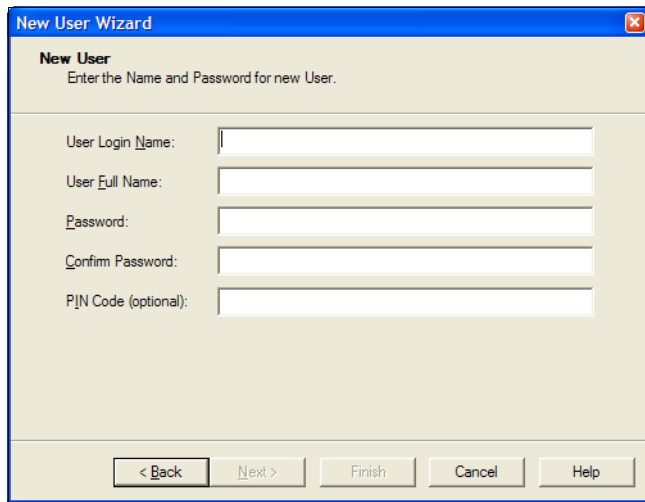 New User Wizard
New User
Enter the Name and Password for new User.
User Login Name:
User Full Name:
Password:
Confirm Password:
PIN Code (optional):
< Back Next > Finish Cancel Help